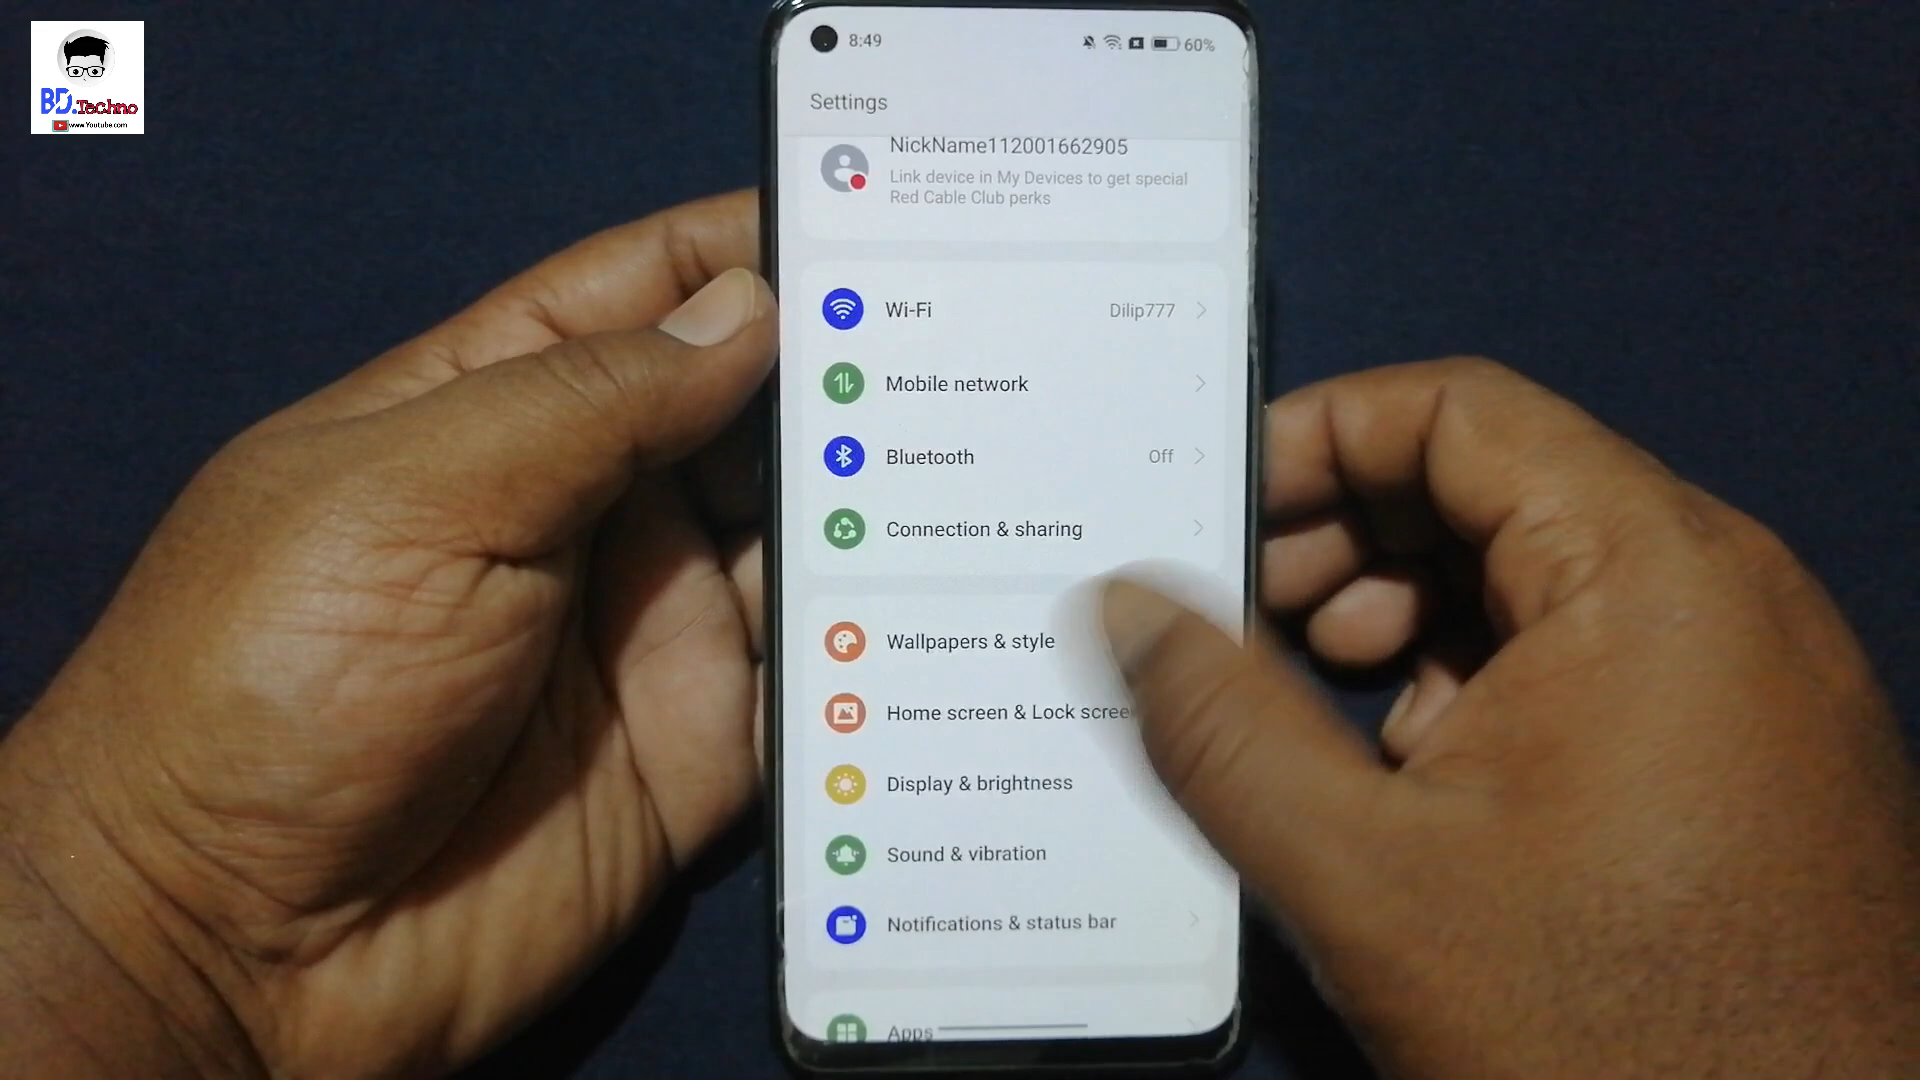 BD.Techno
www.Youtube.com
8:49
60%
Settings
NickName112001662905
Link device in My Devices to get special
Red Cable Club perks
Wi-Fi
Dilip777
Mobile network
Bluetooth
Off
Connection & sharing
Wallpapers & style
Home screen & Lock screen
Display & brightness
Sound & vibration
Notifications & status bar
Apps